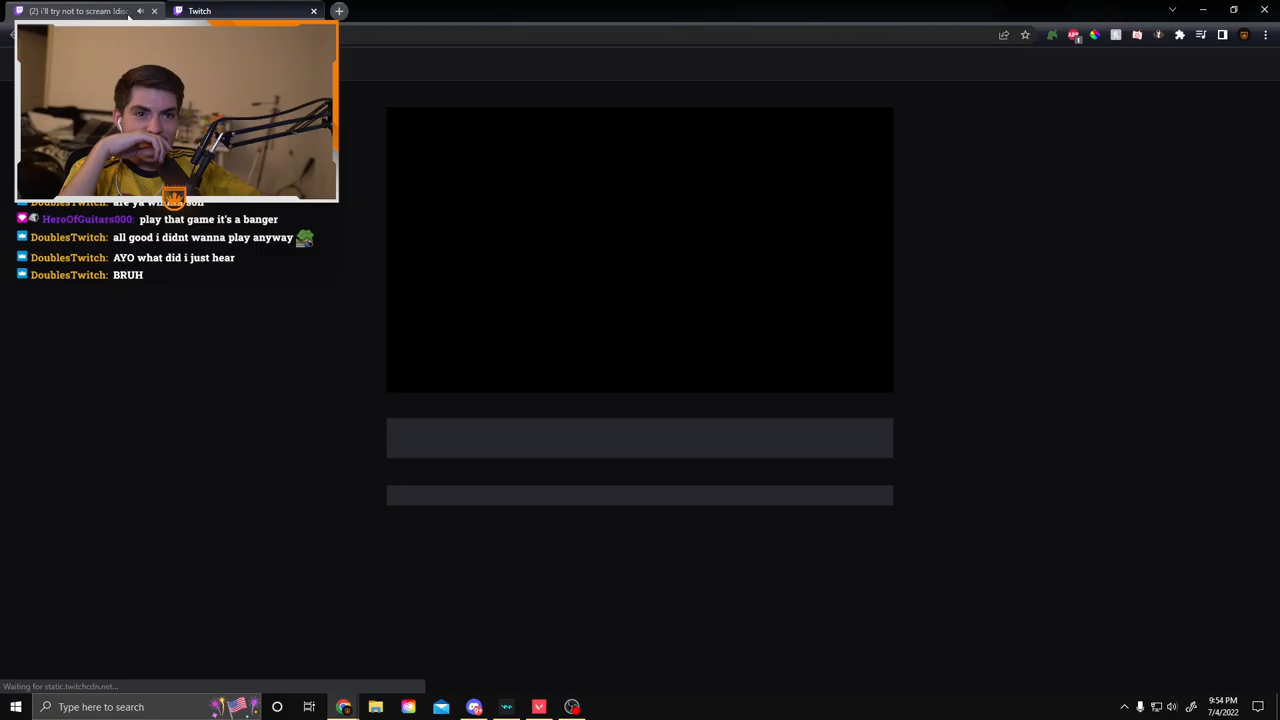 (2) i'll try not to scream !disc
Twitch
HeroOfGuitars000: play that game it's a banger
DoublesTwitch: all good i didnt wanna play anyway
DoublesTwitch: AYO what did i just hear
DoublesTwitch: BRUH
Waiting for static.twitchcdn.net...
Type here to search
9:54 PM
7/4/2022